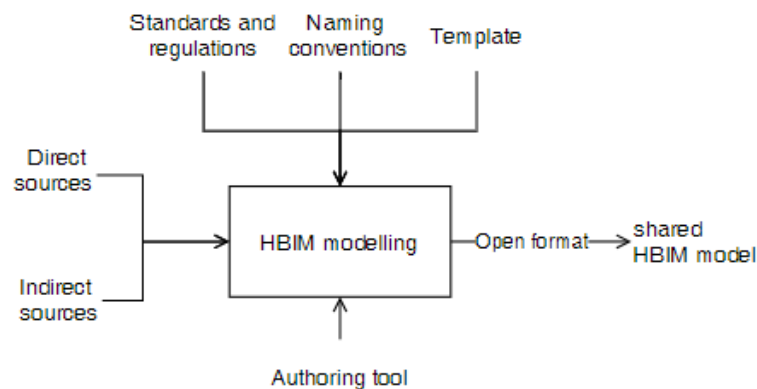 Standards and
regulations
Naming
conventions
Template
Direct
sources
HBIM modelling
Open format
shared
HBIM model
Indirect
sources
Authoring tool